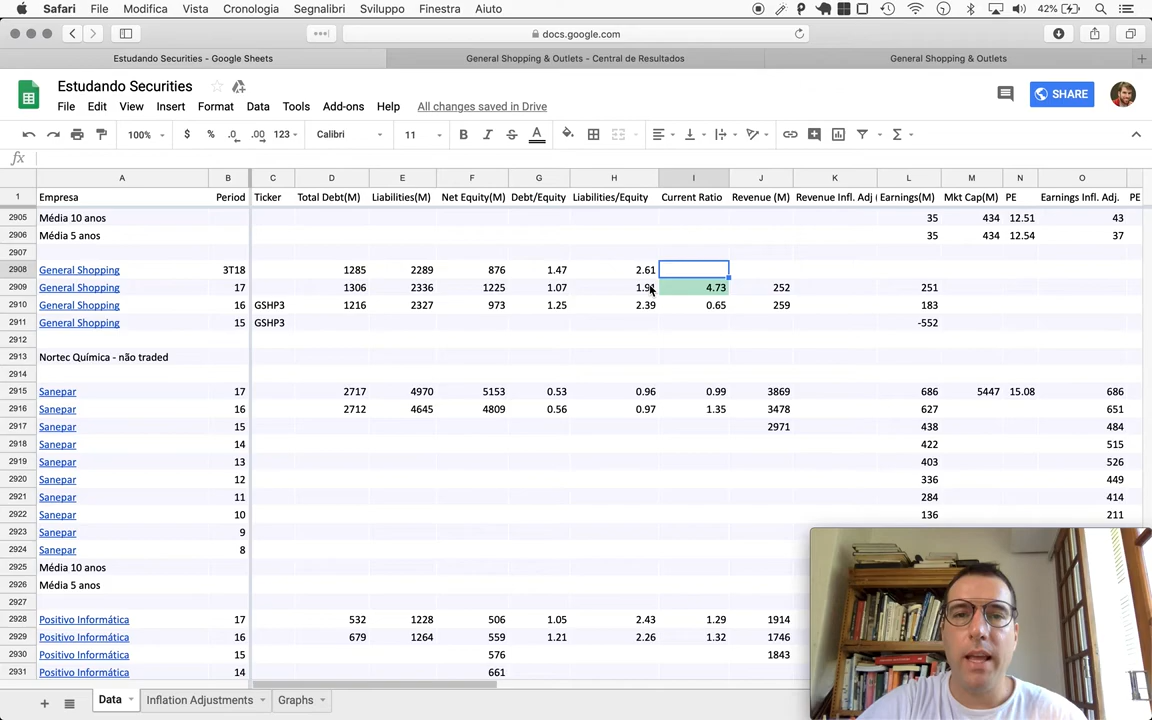 Safari File Modifica Vista Cronologia Segnalibri Sviluppo Finestra Aiuto 42%
docs.google.com
Estudando Securities - Google Sheets General Shopping & Outlets - Central de Resultados General Shopping & Outlets
Estudando Securities
File Edit View Insert Format Data Tools Add-ons Help All changes saved in Drive SHARE
100% $ % .0 .00 123 Calibri 11 B I S A
fx
A B C D E F G H I J K L M N O
1 Empresa Period Ticker Total Debt(M) Liabilities(M) Net Equity(M) Debt/Equity Liabilities/Equity Current Ratio Revenue (M) Revenue Infl. Adj ( Earnings(M) Mkt Cap(M) PE Earnings Infl. Adj. PE
2905 Média 10 anos 35 434 12.51 43
2906 Média 5 anos 35 434 12.54 37
2907
2908 General Shopping 3T18 1285 2289 876 1.47 2.61
2909 General Shopping 17 1306 2336 1225 1.07 4.73 252 251
2910 General Shopping 16 GSHP3 1216 2327 973 1.25 2.39 0.65 259 183
2911 General Shopping 15 GSHP3 -552
2912
2913 Nortec Química - não traded
2914
2915 Sanepar 17 2717 4970 5153 0.53 0.96 0.99 3869 686 5447 15.08 686
2916 Sanepar 16 2712 4645 4809 0.56 0.97 1.35 3478 627 651
2917 Sanepar 15 2971 438 484
2918 Sanepar 14 422 515
2919 Sanepar 13 403 526
2920 Sanepar 12 336 449
2921 Sanepar 11 284 414
2922 Sanepar 10 136 211
2923 Sanepar 9
2924 Sanepar 8
2925 Média 10 anos
2926 Média 5 anos
2927
2928 Positivo Informática 17 532 1228 506 1.05 2.43 1.29 1914
2929 Positivo Informática 16 679 1264 559 1.21 2.26 1.32 1746
2930 Positivo Informática 15 576 1843
2931 Positivo Informática 14 661
Data Inflation Adjustments Graphs